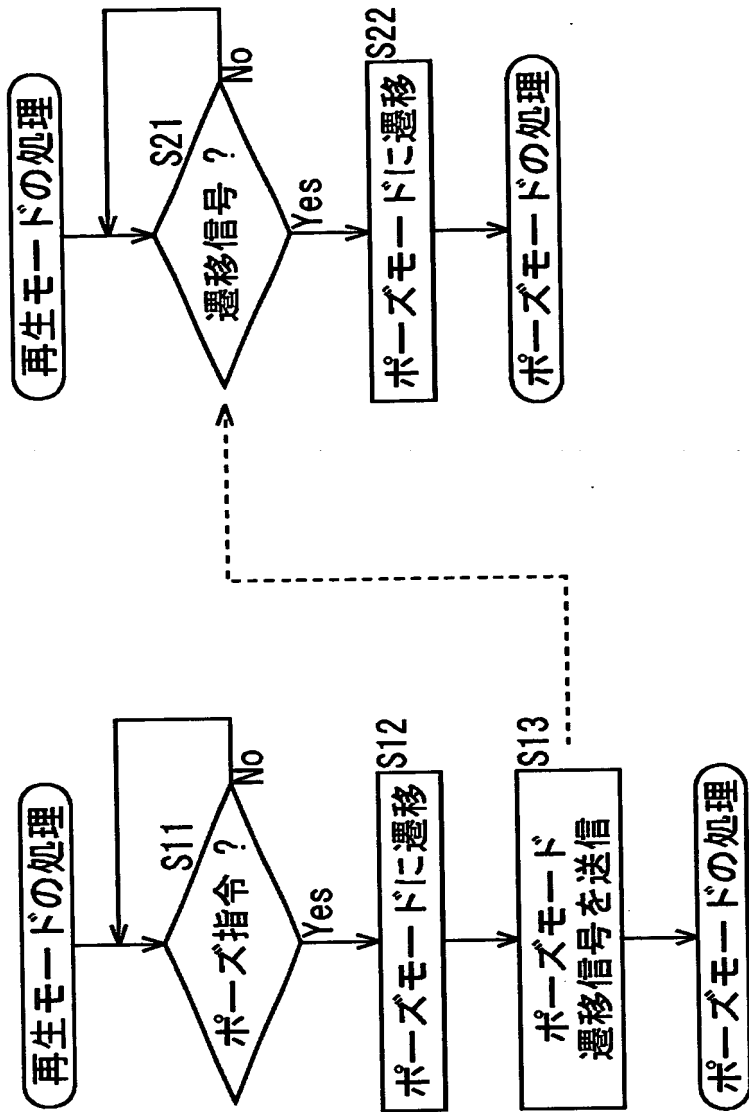 再生モードの処理
S11
ポーズ指令 ?
No
Yes
S12
ポーズモードに遷移
S13
ポーズモード
遷移信号を送信
ポーズモードの処理
再生モードの処理
S21
遷移信号 ?
No
Yes
S22
ポーズモードに遷移
ポーズモードの処理